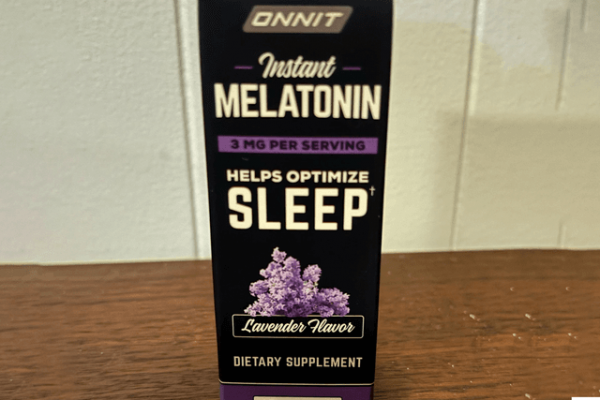 ONNIT
Instant
MELATONIN
3 MG PER SERVING
HELPS OPTIMIZE
SLEEP†
Lavender Flavor
DIETARY SUPPLEMENT